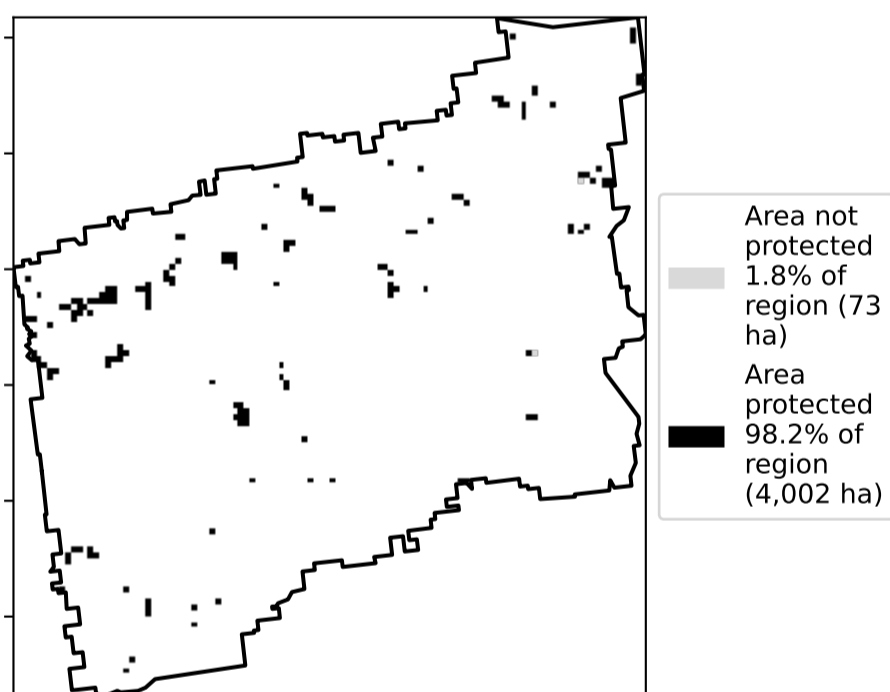 Area not
protected
1.8% of
region (73
ha)
Area
protected
98.2% of
region
(4,002 ha)